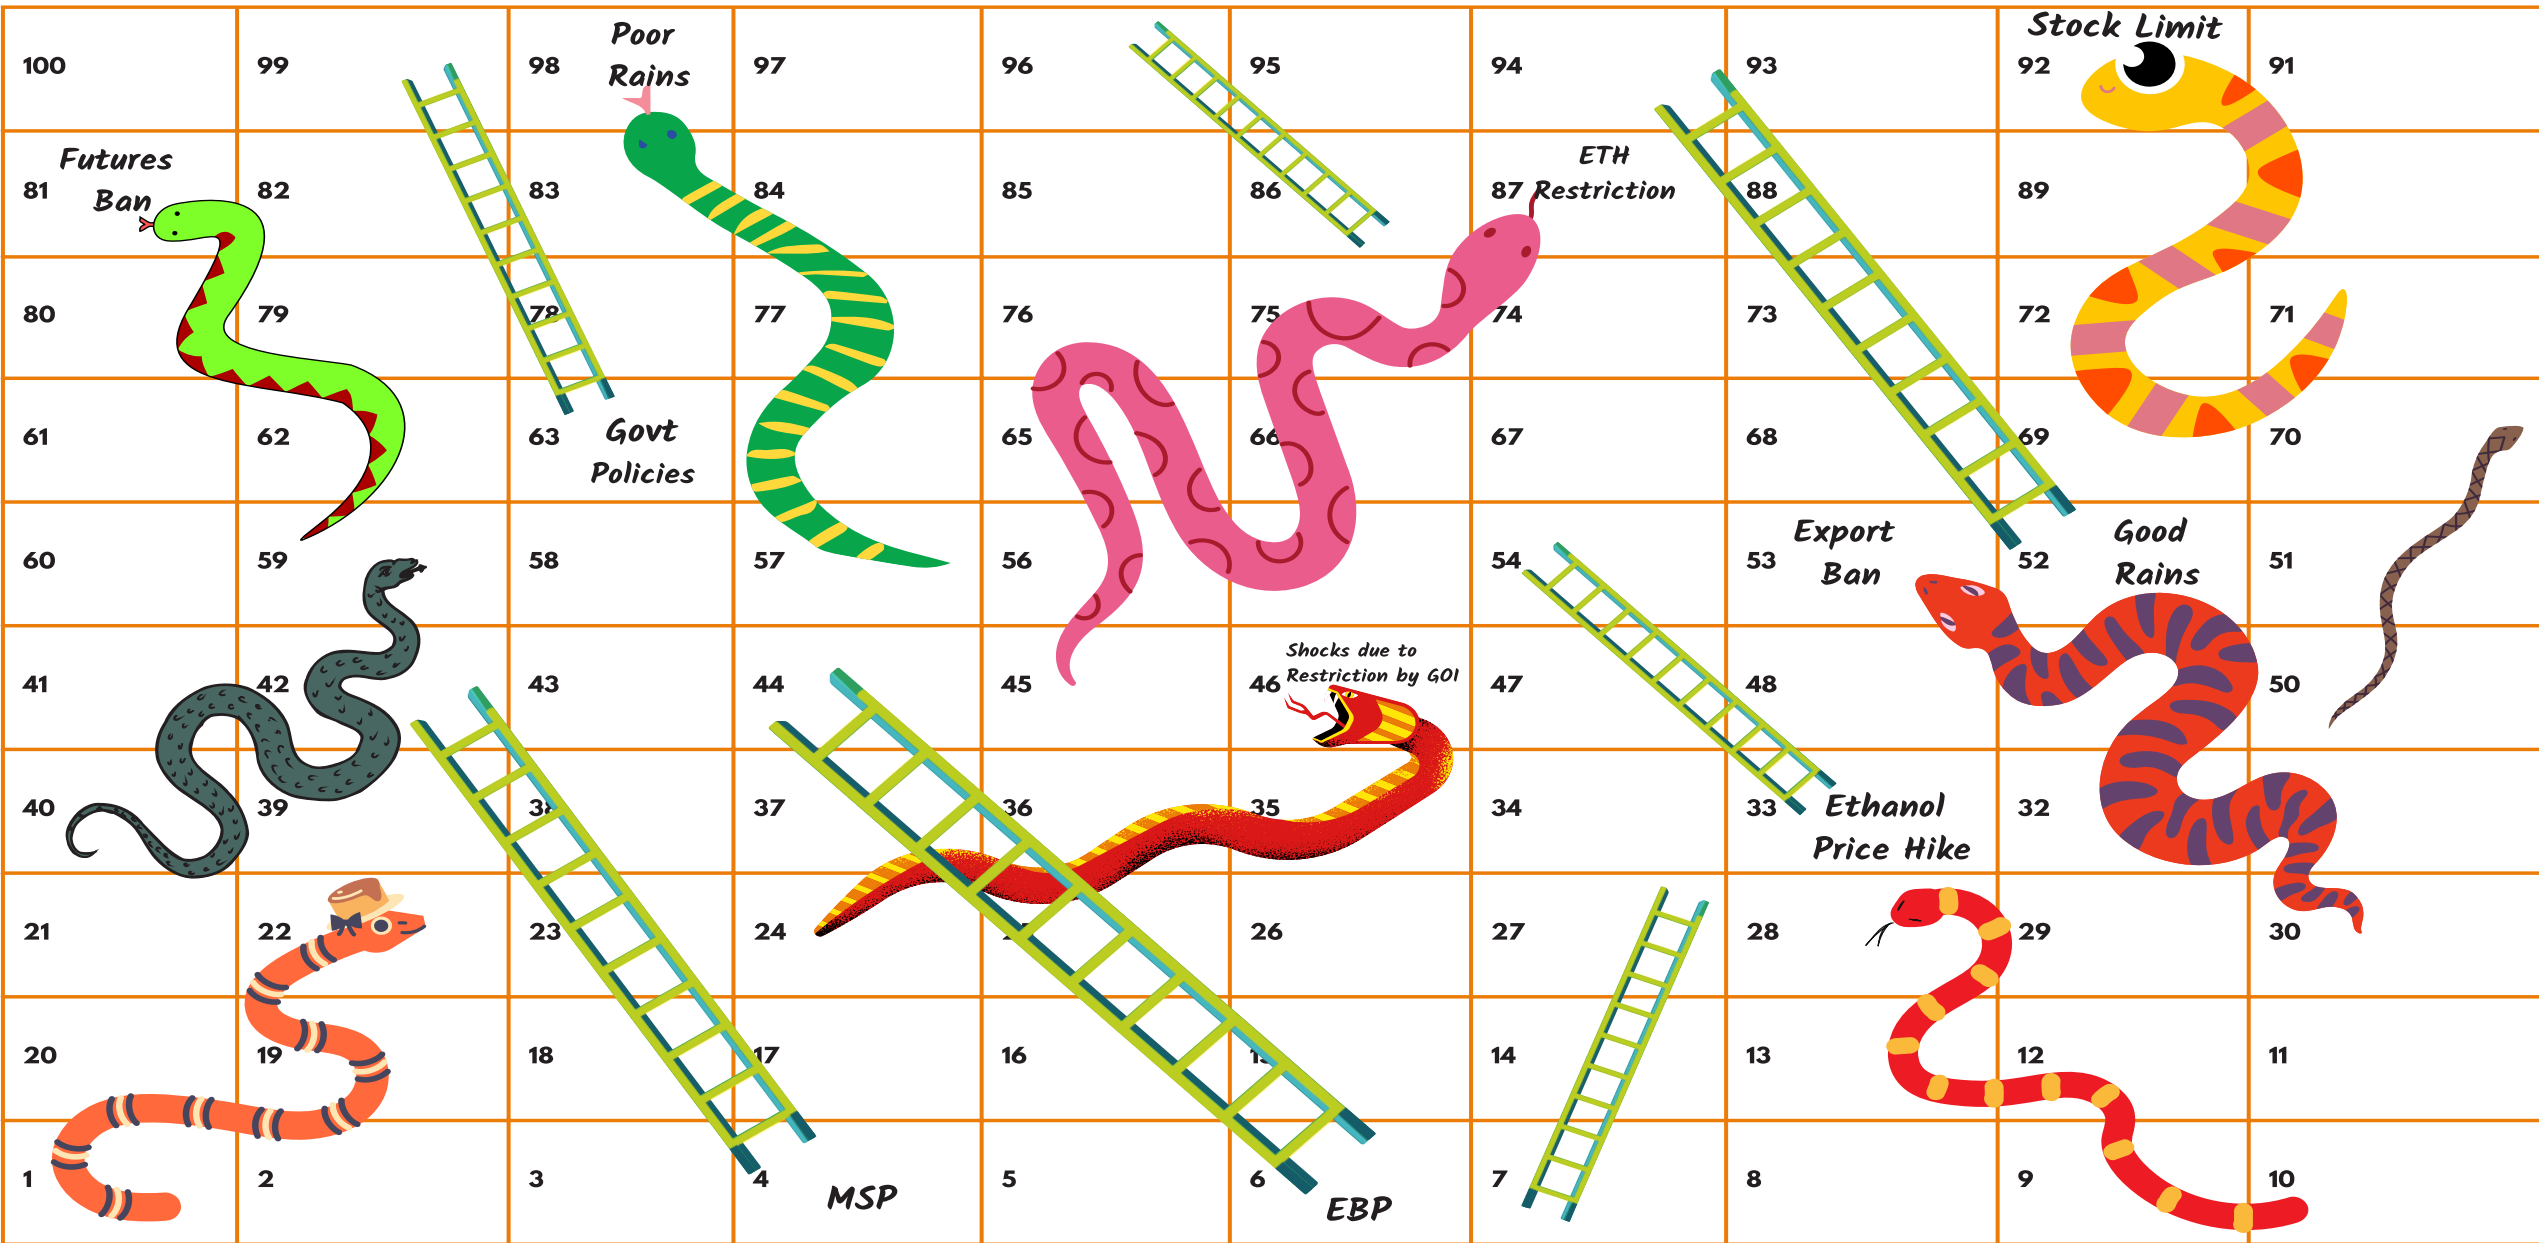 Stock Limit
Poor
Rains
100 99 98 97 96 95 94 93 92 91
Futures
Ban
ETH
Restriction
81 82 83 84 85 86 87 88 89
80 79 78 77 76 75 74 73 72 71
61 62 63 65 66 67 68 69 70
Govt
Policies
Export
Ban
Good
Rains
60 59 58 57 56 54 53 52 51
Shocks due to
Restriction by GOI
41 42 43 44 45 46 47 48 50
40 39 38 37 36 35 34 33 32
Ethanol
Price Hike
21 22 23 24 26 27 28 29 30
20 19 18 17 16 15 14 13 12 11
1 2 3 4 5 6 7 8 9 10
MSP
EBP